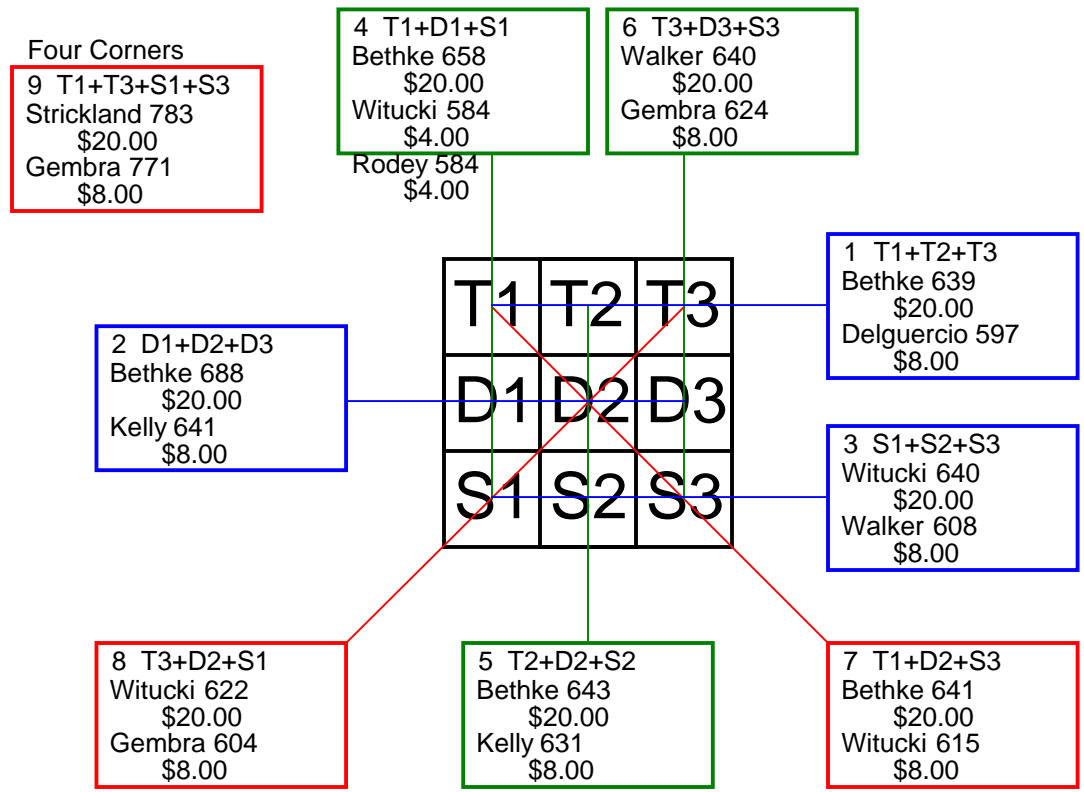 Four Corners
9 T1+T3+S1+S3
Strickland 783
$20.00
Gembra 771
$8.00
4 T1+D1+S1
Bethke 658
$20.00
Witucki 584
$4.00
Rodey 584
$4.00
6 T3+D3+S3
Walker 640
$20.00
Gembra 624
$8.00
1 T1+T2+T3
Bethke 639
$20.00
Delguercio 597
$8.00
2 D1+D2+D3
Bethke 688
$20.00
Kelly 641
$8.00
T1 T2 T3
D1 D2 D3
S1 S2 S3
3 S1+S2+S3
Witucki 640
$20.00
Walker 608
$8.00
8 T3+D2+S1
Witucki 622
$20.00
Gembra 604
$8.00
5 T2+D2+S2
Bethke 643
$20.00
Kelly 631
$8.00
7 T1+D2+S3
Bethke 641
$20.00
Witucki 615
$8.00